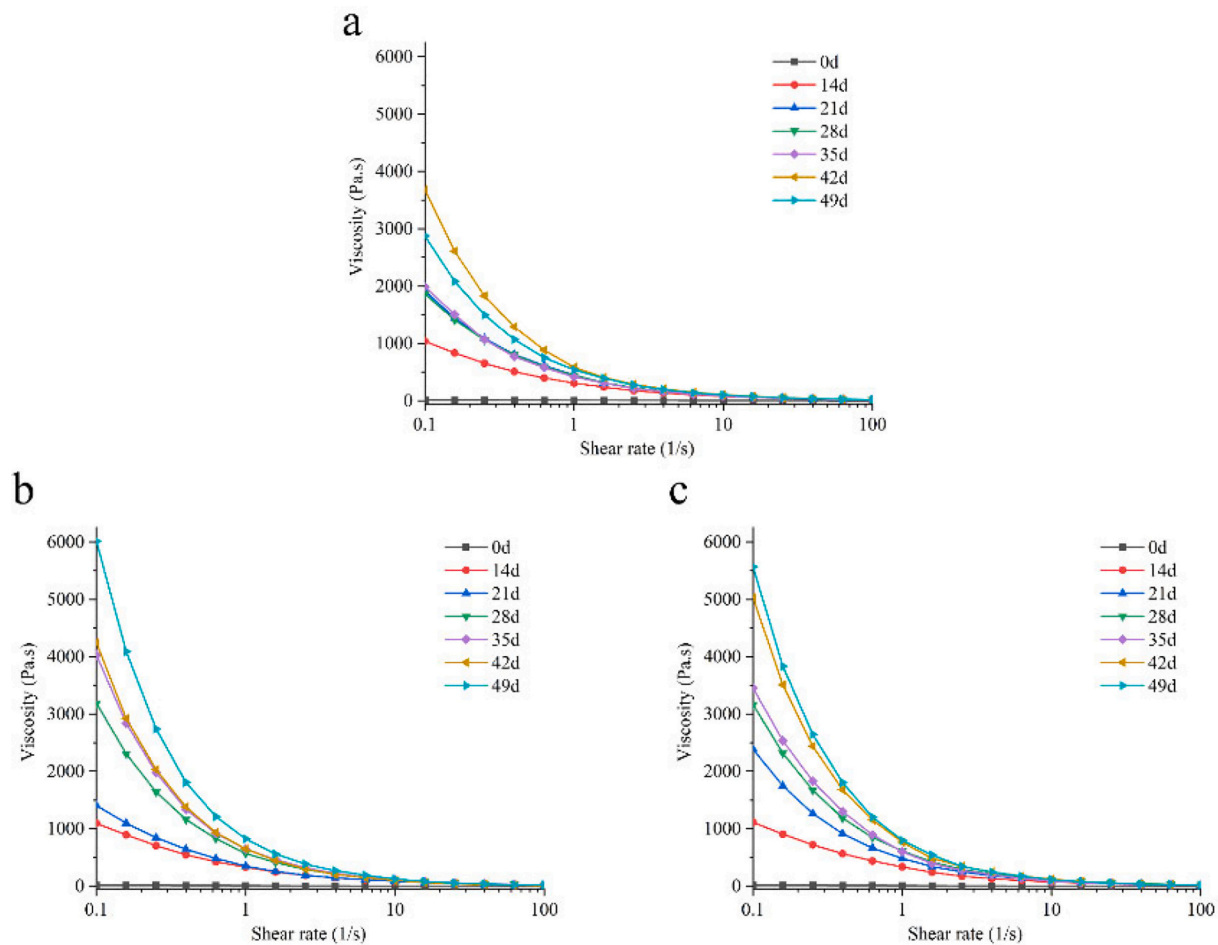 a
6000
5000
4000
3000
2000
1000
0
Viscosity (Pa.s)
0.1 1 10 100
Shear rate (1/s)
0d
14d
21d
28d
35d
42d
49d
b
6000
5000
4000
3000
2000
1000
0
Viscosity (Pa.s)
0.1 1 10 100
Shear rate (1/s)
0d
14d
21d
28d
35d
42d
49d
c
6000
5000
4000
3000
2000
1000
0
Viscosity (Pa.s)
0.1 1 10 100
Shear rate (1/s)
0d
14d
21d
28d
35d
42d
49d